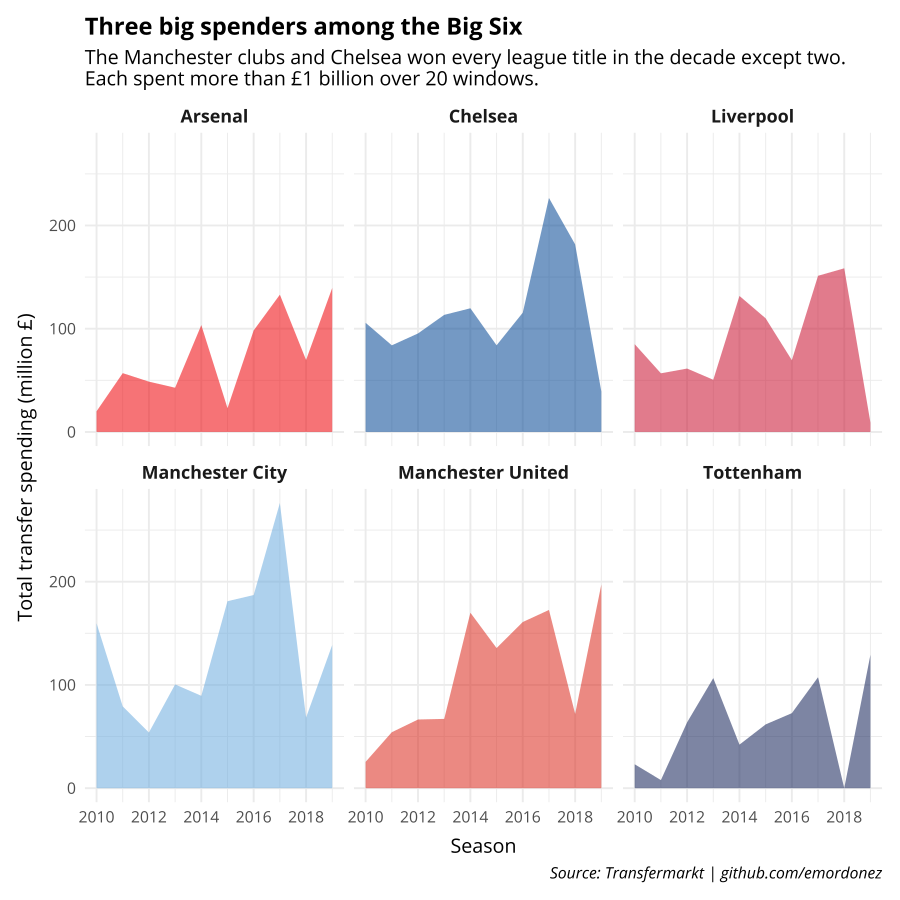 Three big spenders among the Big Six
The Manchester clubs and Chelsea won every league title in the decade except two.
Each spent more than £1 billion over 20 windows.
Arsenal Chelsea Liverpool
200
100
0
Manchester City Manchester United Tottenham
200
100
0
Total transfer spending (million £)
2010 2012 2014 2016 2018 2010 2012 2014 2016 2018 2010 2012 2014 2016 2018
Season
Source: Transfermarkt | github.com/emordonez